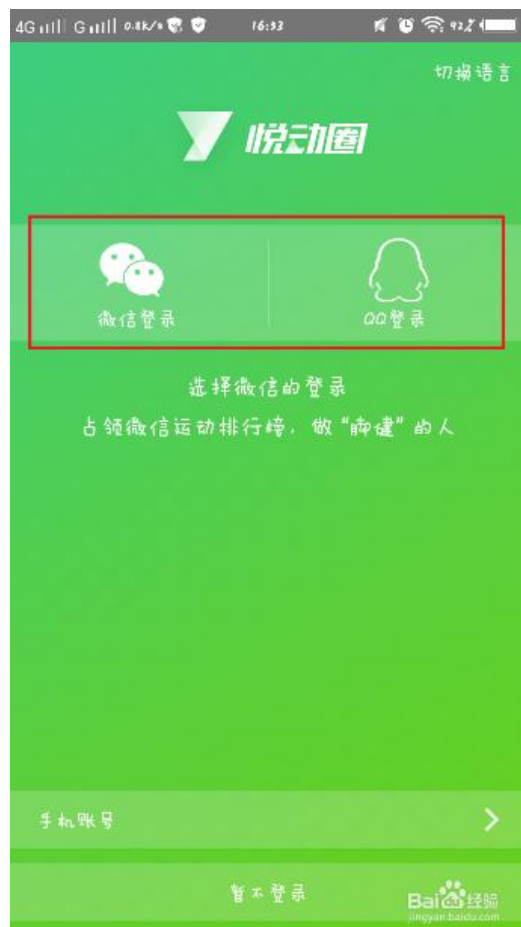 4G G 0.8K/s 16:53 92%
切换语言
悦动圈
微信登录 QQ登录
选择微信的登录
占领微信运动排行榜，做“脚健”的人
手机账号
暂不登录
Baidu经验
jingyan.baidu.com